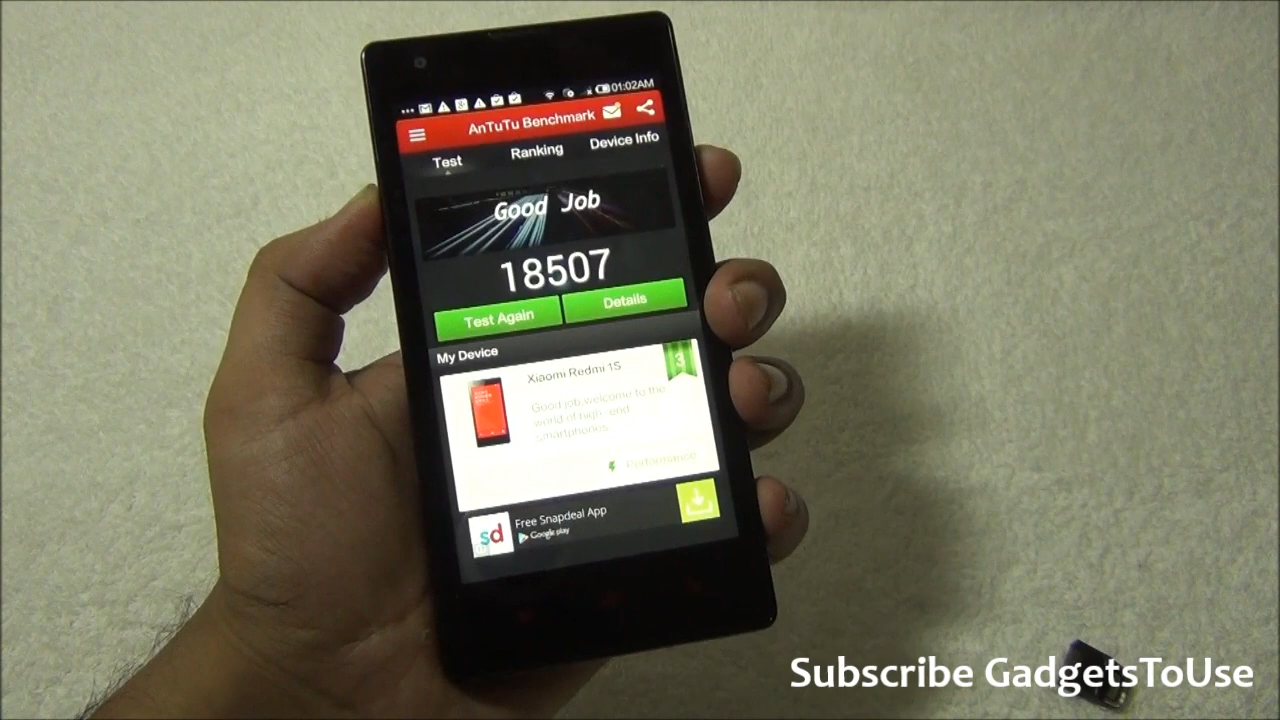 01:02AM
AnTuTu Benchmark
Test Ranking Device Info
Good Job
18507
Test Again Details
My Device
Xiaomi Redmi 1S 3
Good job,welcome to the
world of high-end
smartphones.
Performance
sd Free Snapdeal App
Google play
Subscribe GadgetsToUse